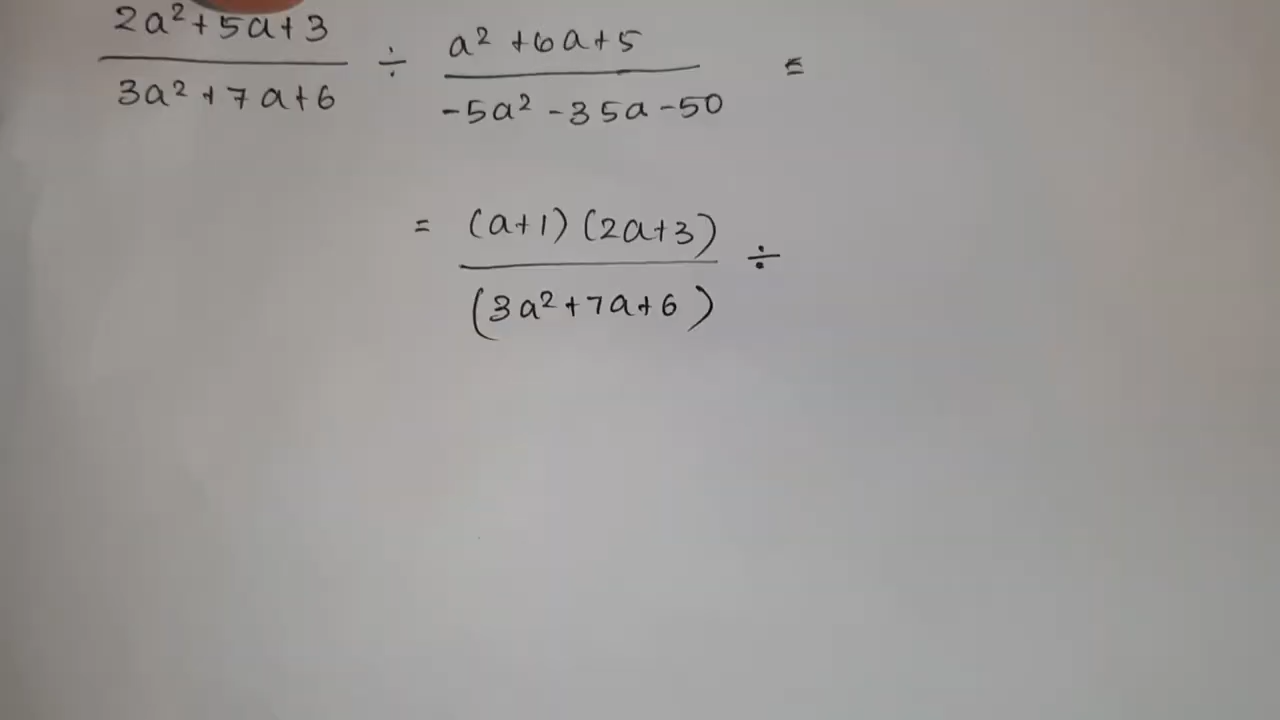 2a²+5a+3 / 3a²+7a+6 ÷ a²+6a+5 / -5a²-35a-50 =
= (a+1)(2a+3) / (3a²+7a+6) ÷